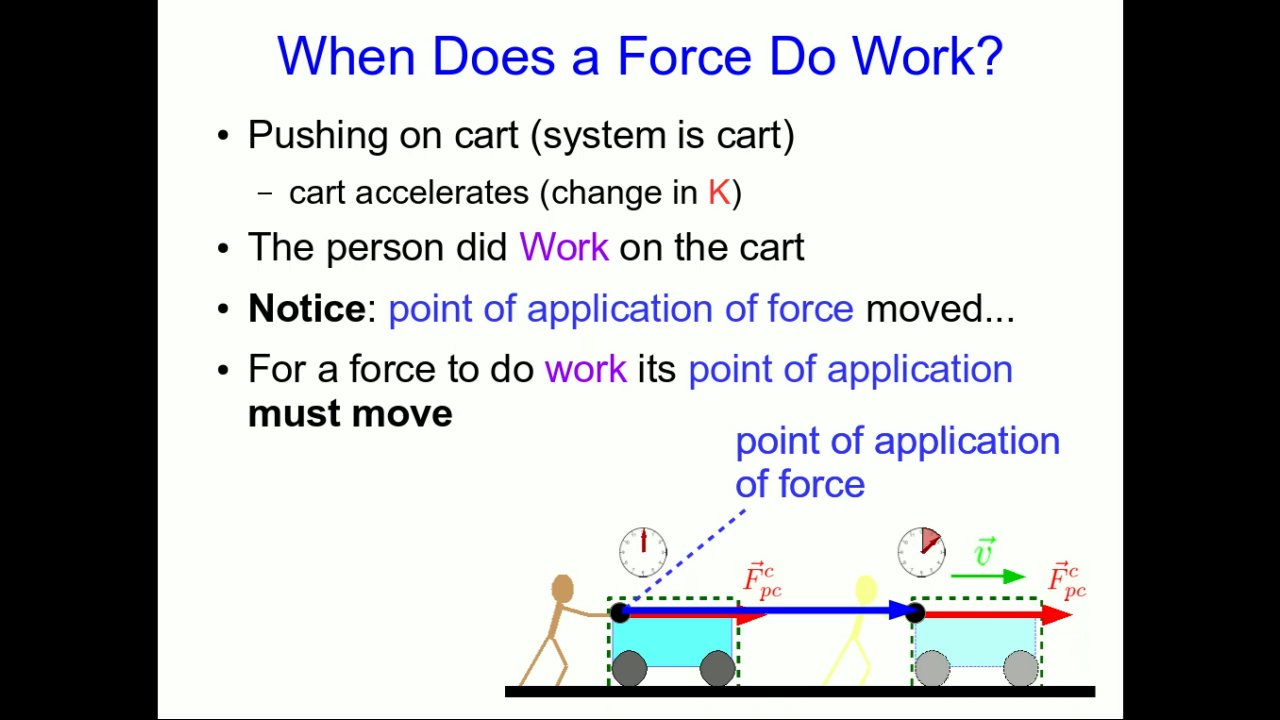 When Does a Force Do Work?
• Pushing on cart (system is cart)
– cart accelerates (change in K)
• The person did Work on the cart
• Notice: point of application of force moved...
• For a force to do work its point of application
must move
point of application
of force
F⃗ᶜpc
v⃗
F⃗ᶜpc